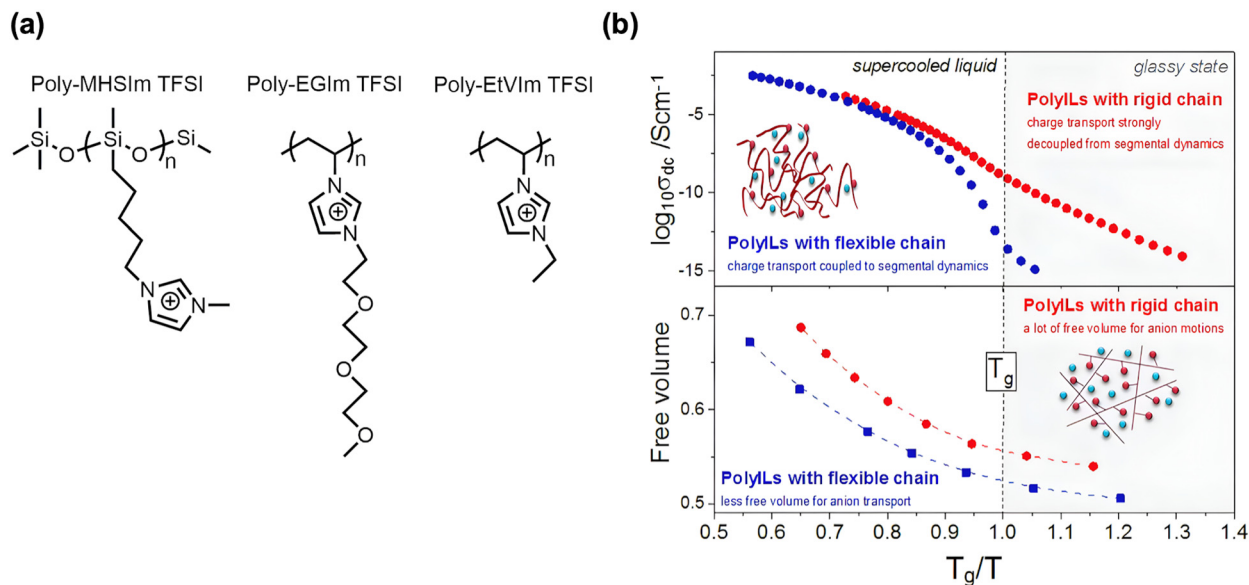 (a)
Poly-MHSIm TFSI
Poly-EGIm TFSI
Poly-EtVIm TFSI
Si
O
Si
O
Si
n
N
N
+
n
N
N
+
O
O
O
n
N
N
+
(b)
supercooled liquid
glassy state
PolyILs with rigid chain
charge transport strongly
decoupled from segmental dynamics
PolyILs with flexible chain
charge transport coupled to segmental dynamics
log₁₀σdc /Scm⁻¹
-5
-10
-15
PolyILs with rigid chain
a lot of free volume for anion motions
Tg
PolyILs with flexible chain
less free volume for anion transport
Free volume
0.7
0.6
0.5
0.5 0.6 0.7 0.8 0.9 1.0 1.1 1.2 1.3 1.4
Tg/T